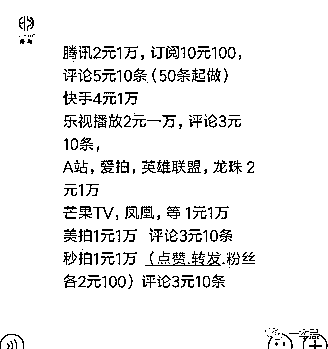 腾讯2元1万，订阅10元100，
评论5元10条（50条起做）
快手4元1万
乐视播放2元一万，评论3元
10条，
A站，爱拍，英雄联盟，龙珠 2
元1万
芒果TV，凤凰，等 1元1万
美拍1元1万 评论3元10条
秒拍1元1万 （点赞.转发.粉丝
各2元100）评论3元10条